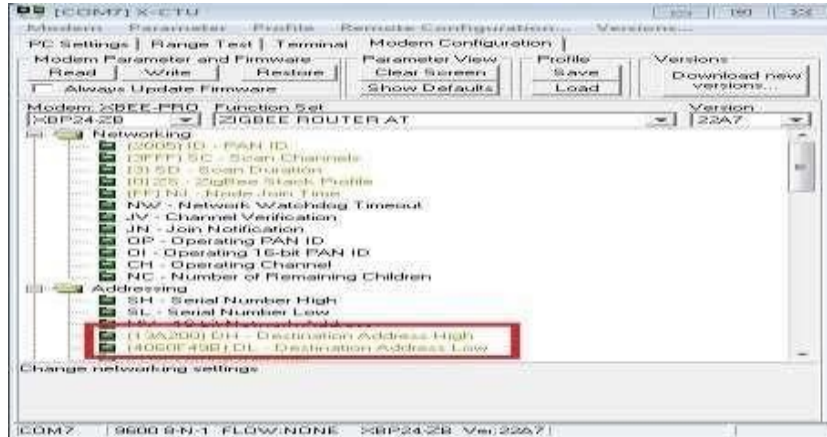 [COM7] X-CTU
Modem Parameter Profile Remote Configuration... Versions...
PC Settings | Range Test | Terminal Modem Configuration |
Modem Parameter and Firmware Parameter View Profile Versions
Read Write Restore Clear Screen Save Download new versions...
Always Update Firmware Show Defaults Load
Modem: XBEE-PRO Function Set Version
XBP24-ZB ZIGBEE ROUTER AT 22A7
Networking
(2005) ID - PAN ID
(3FFF) SC - Scan Channels
(3) SD - Scan Duration
(0) ZS - ZigBee Stack Profile
(FF) NJ - Node Join Time
NW - Network Watchdog Timeout
JV - Channel Verification
JN - Join Notification
OP - Operating PAN ID
OI - Operating 16-bit PAN ID
CH - Operating Channel
NC - Number of Remaining Children
Addressing
SH - Serial Number High
SL - Serial Number Low
MY - 16-bit Network Address
(13A200) DH - Destination Address High
(4060F49B) DL - Destination Address Low
Change networking settings
COM7 9600 8-N-1 FLOW:NONE XBP24-ZB Ver:22A7